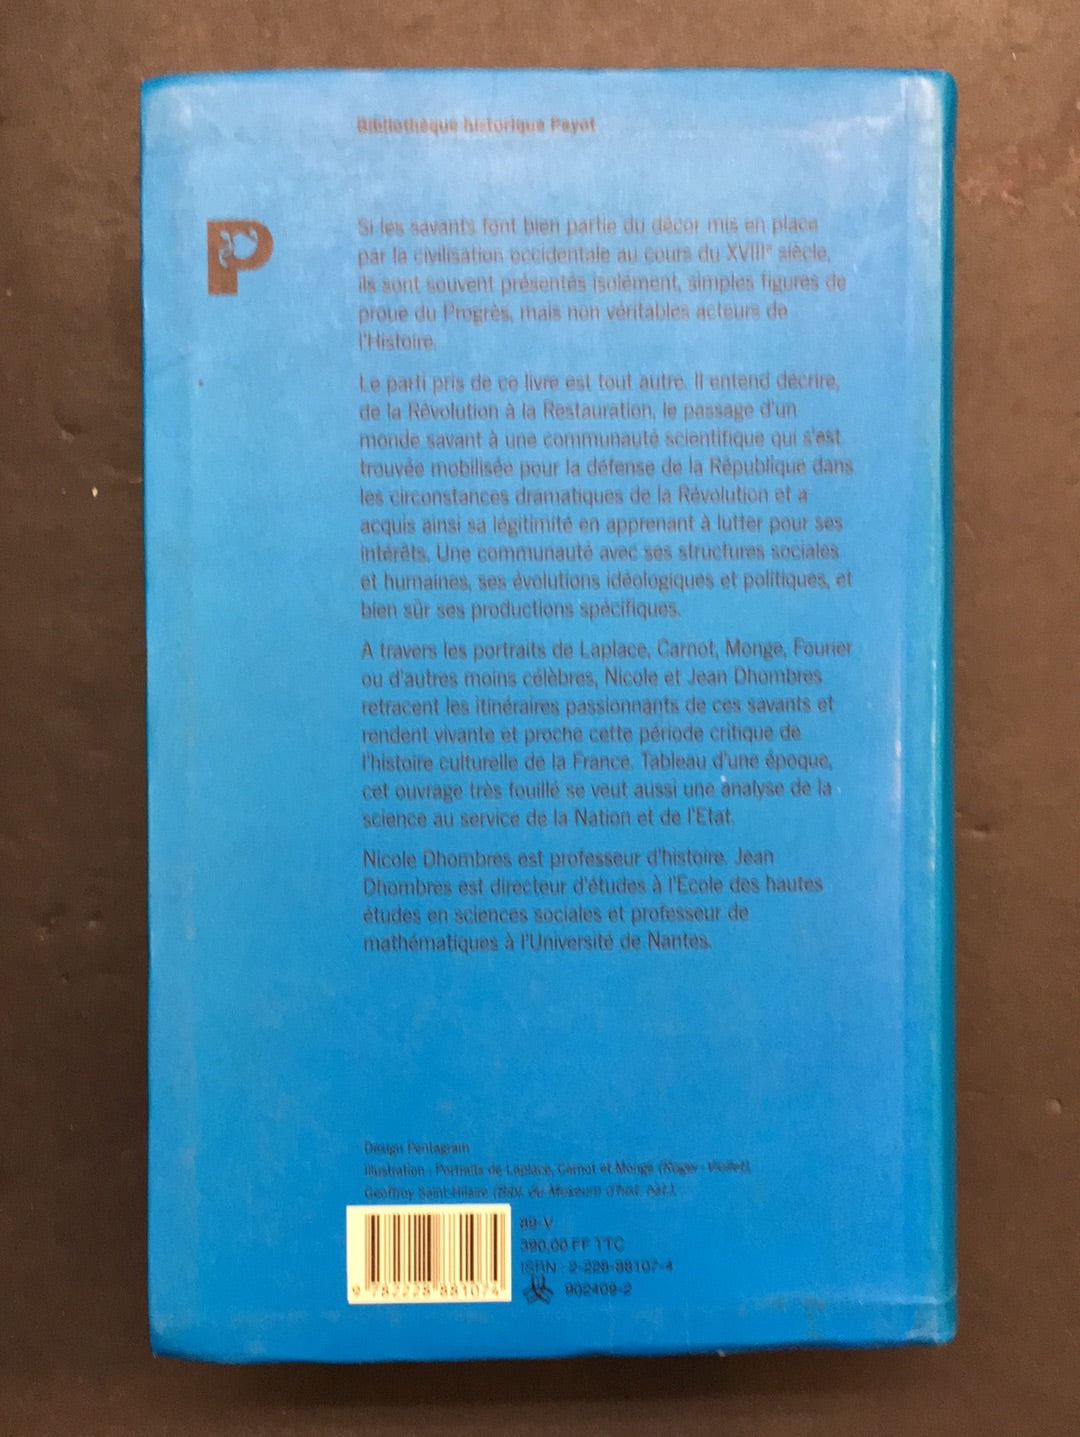 Bibliothèque historique Payot
P
Si les savants font bien partie du décor mis en place
par la civilisation occidentale au cours du XVIIIe siècle,
ils sont souvent présentés isolément, simples figures de
proue du Progrès, mais non véritables acteurs de
l'Histoire.
Le parti pris de ce livre est tout autre. Il entend décrire,
de la Révolution à la Restauration, le passage d'un
monde savant à une communauté scientifique qui s'est
trouvée mobilisée pour la défense de la République dans
les circonstances dramatiques de la Révolution et a
acquis ainsi sa légitimité en apprenant à lutter pour ses
intérêts. Une communauté avec ses structures sociales
et humaines, ses évolutions idéologiques et politiques, et
bien sûr ses productions spécifiques.
A travers les portraits de Laplace, Carnot, Monge, Fourier
ou d'autres moins célèbres, Nicole et Jean Dhombres
retracent les itinéraires passionnants de ces savants et
rendent vivante et proche cette période critique de
l'histoire culturelle de la France. Tableau d'une époque,
cet ouvrage très fouillé se veut aussi une analyse de la
science au service de la Nation et de l'Etat.
Nicole Dhombres est professeur d'histoire. Jean
Dhombres est directeur d'études à l'Ecole des hautes
études en sciences sociales et professeur de
mathématiques à l'Université de Nantes.
Design Pentagram
Illustration : Portraits de Laplace, Carnot et Monge (Roger - Viollet),
Geoffroy Saint-Hilaire (Bibl. du Museum d'hist. nat.).
89-V
390,00 FF TTC
ISBN : 2-228-88107-4
902409-2
9 782228 881074